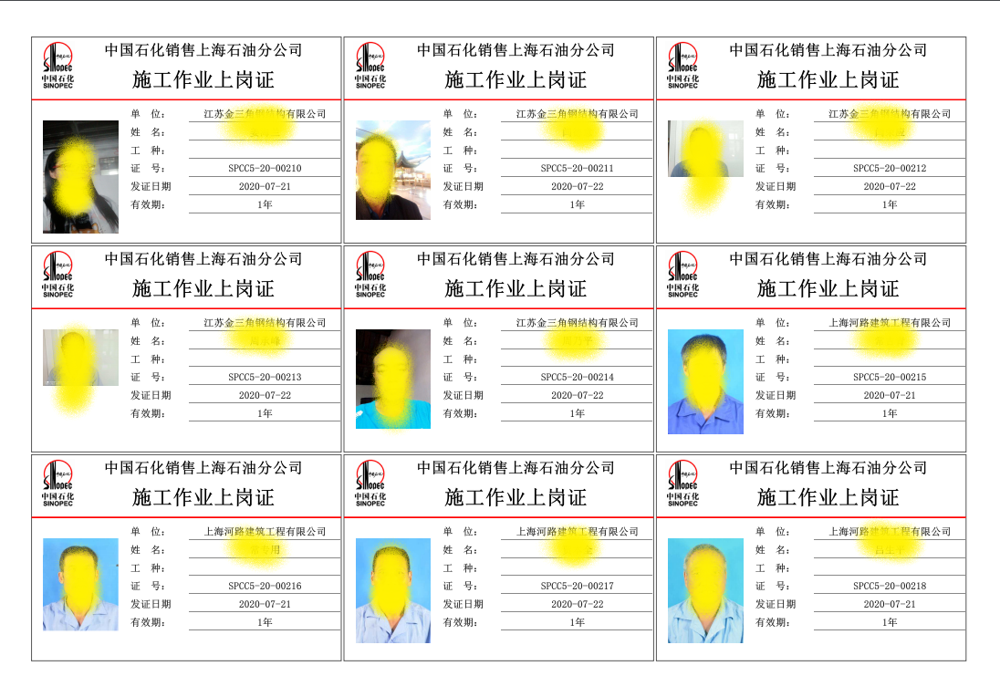 中国石化
SINOPEC
中国石化销售上海石油分公司
施工作业上岗证
单 位: 江苏金三角钢结构有限公司
姓 名:
工 种:
证 号: SPCC5-20-00210
发证日期 2020-07-21
有效期: 1年
中国石化
SINOPEC
中国石化销售上海石油分公司
施工作业上岗证
单 位: 江苏金三角钢结构有限公司
姓 名:
工 种:
证 号: SPCC5-20-00211
发证日期 2020-07-22
有效期: 1年
中国石化
SINOPEC
中国石化销售上海石油分公司
施工作业上岗证
单 位: 江苏金三角钢结构有限公司
姓 名:
工 种:
证 号: SPCC5-20-00212
发证日期 2020-07-22
有效期: 1年
中国石化
SINOPEC
中国石化销售上海石油分公司
施工作业上岗证
单 位: 江苏金三角钢结构有限公司
姓 名:
工 种:
证 号: SPCC5-20-00213
发证日期 2020-07-22
有效期: 1年
中国石化
SINOPEC
中国石化销售上海石油分公司
施工作业上岗证
单 位: 江苏金三角钢结构有限公司
姓 名:
工 种:
证 号: SPCC5-20-00214
发证日期 2020-07-22
有效期: 1年
中国石化
SINOPEC
中国石化销售上海石油分公司
施工作业上岗证
单 位: 上海河路建筑工程有限公司
姓 名:
工 种:
证 号: SPCC5-20-00215
发证日期 2020-07-21
有效期: 1年
中国石化
SINOPEC
中国石化销售上海石油分公司
施工作业上岗证
单 位: 上海河路建筑工程有限公司
姓 名:
工 种:
证 号: SPCC5-20-00216
发证日期 2020-07-21
有效期: 1年
中国石化
SINOPEC
中国石化销售上海石油分公司
施工作业上岗证
单 位: 上海河路建筑工程有限公司
姓 名:
工 种:
证 号: SPCC5-20-00217
发证日期 2020-07-22
有效期: 1年
中国石化
SINOPEC
中国石化销售上海石油分公司
施工作业上岗证
单 位: 上海河路建筑工程有限公司
姓 名:
工 种:
证 号: SPCC5-20-00218
发证日期 2020-07-21
有效期: 1年